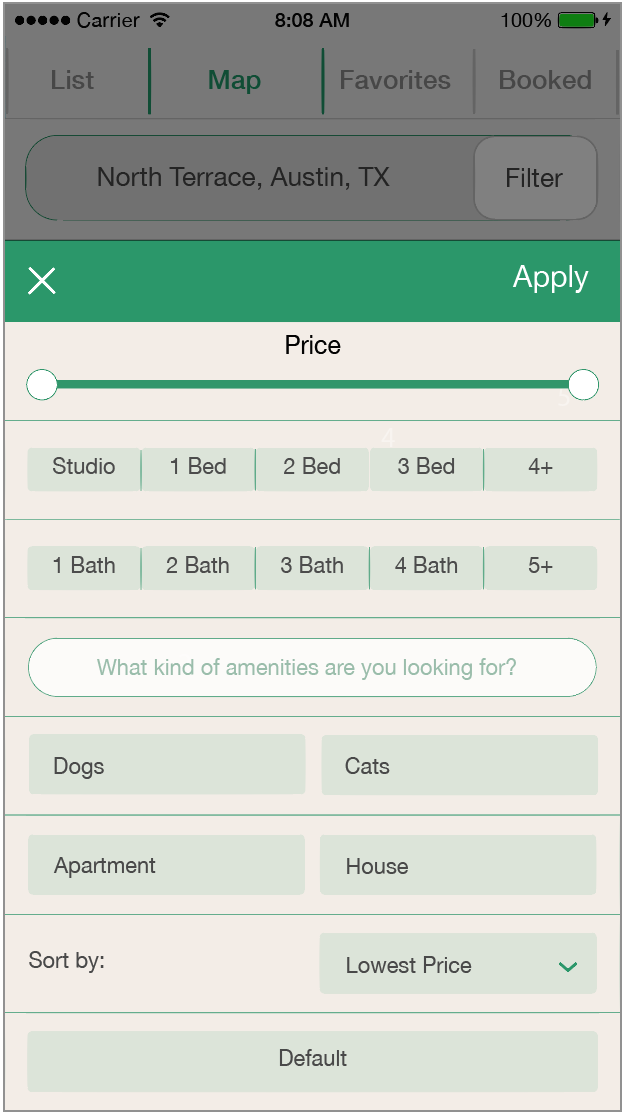 Carrier 8:08 AM 100%
List Map Favorites Booked
North Terrace, Austin, TX Filter
Apply
Price
5
4
Studio 1 Bed 2 Bed 3 Bed 4+
1 Bath 2 Bath 3 Bath 4 Bath 5+
What kind of amenities are you looking for?
Dogs Cats
Apartment House
Sort by: Lowest Price
Default